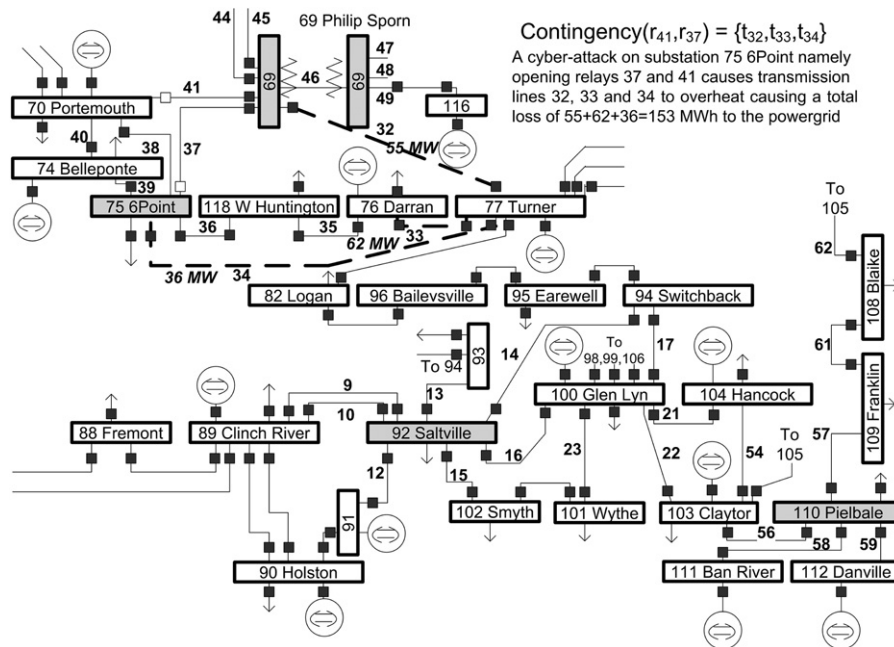 44
45
69 Philip Sporn
Contingency(r41,r37) = {t32,t33,t34}
A cyber-attack on substation 75 6Point namely
opening relays 37 and 41 causes transmission
lines 32, 33 and 34 to overheat causing a total
loss of 55+62+36=153 MWh to the powergrid
69
46
69
47
48
49
41
70 Portemouth
116
32
55 MW
40
38
37
74 Belleponte
39
75 6Point
118 W Huntington
76 Darran
77 Turner
36
35
62 MW
33
36 MW
34
To
105
62
108 Blaike
82 Logan
96 Bailevsville
95 Earewell
94 Switchback
93
To 94
14
To
98,99,106
17
61
109 Franklin
9
10
13
100 Glen Lyn
104 Hancock
21
88 Fremont
89 Clinch River
92 Saltville
16
23
22
54
To
105
57
12
15
91
102 Smyth
101 Wythe
103 Claytor
110 Pielbale
56
58
59
90 Holston
111 Ban River
112 Danville